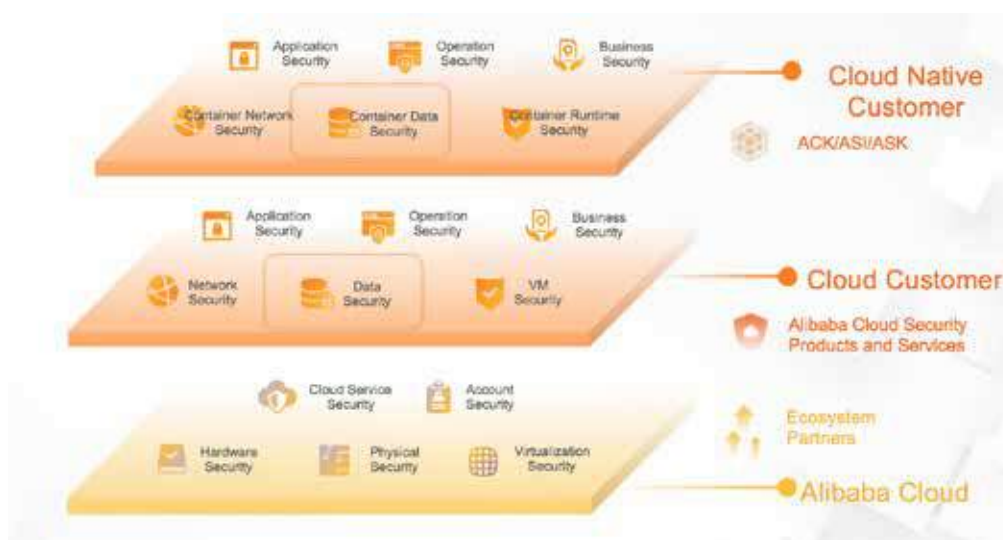 Application
Security
Operation
Security
Business
Security
Container Network
Security
Container Data
Security
Container Runtime
Security
Cloud Native
Customer
ACK/ASI/ASK
Application
Security
Operation
Security
Business
Security
Network
Security
Data
Security
VM
Security
Cloud Customer
Alibaba Cloud Security
Products and Services
Cloud Service
Security
Account
Security
Hardware
Security
Physical
Security
Virtualization
Security
Ecosystem
Partners
Alibaba Cloud